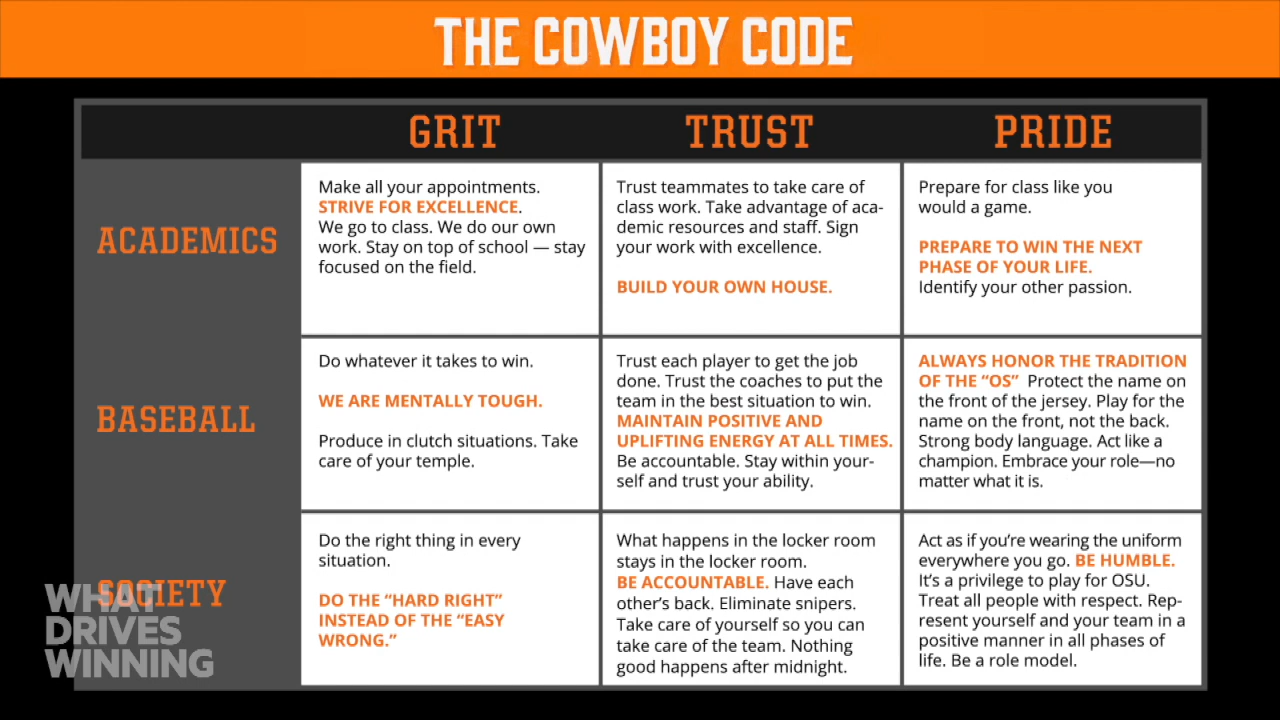 THE COWBOY CODE
GRIT
TRUST
PRIDE
ACADEMICS
Make all your appointments.
STRIVE FOR EXCELLENCE.
We go to class. We do our own
work. Stay on top of school — stay
focused on the field.
Trust teammates to take care of
class work. Take advantage of aca-
demic resources and staff. Sign
your work with excellence.
BUILD YOUR OWN HOUSE.
Prepare for class like you
would a game.
PREPARE TO WIN THE NEXT
PHASE OF YOUR LIFE.
Identify your other passion.
BASEBALL
Do whatever it takes to win.
WE ARE MENTALLY TOUGH.
Produce in clutch situations. Take
care of your temple.
Trust each player to get the job
done. Trust the coaches to put the
team in the best situation to win.
MAINTAIN POSITIVE AND
UPLIFTING ENERGY AT ALL TIMES.
Be accountable. Stay within your-
self and trust your ability.
ALWAYS HONOR THE TRADITION
OF THE “OS” Protect the name on
the front of the jersey. Play for the
name on the front, not the back.
Strong body language. Act like a
champion. Embrace your role—no
matter what it is.
SOCIETY
Do the right thing in every
situation.
DO THE “HARD RIGHT”
INSTEAD OF THE “EASY
WRONG.”
What happens in the locker room
stays in the locker room.
BE ACCOUNTABLE. Have each
other’s back. Eliminate snipers.
Take care of yourself so you can
take care of the team. Nothing
good happens after midnight.
Act as if you’re wearing the uniform
everywhere you go. BE HUMBLE.
It’s a privilege to play for OSU.
Treat all people with respect. Rep-
resent yourself and your team in a
positive manner in all phases of
life. Be a role model.
WHAT
DRIVES
WINNING